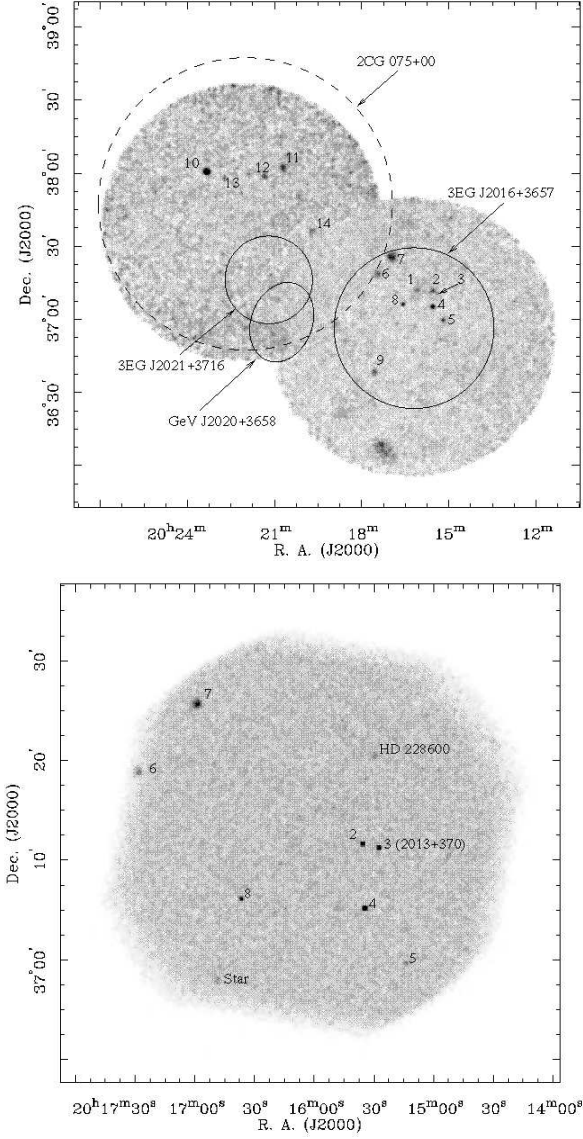 2CG 075+00
3EG J2016+3657
10
13
12
11
14
7
6
1
2
3
8
4
5
9
3EG J2021+3716
GeV J2020+3658
39°00'
30'
38°00'
30'
37°00'
36°30'
Dec. (J2000)
20ʰ24ᵐ
21ᵐ
18ᵐ
15ᵐ
12ᵐ
R. A. (J2000)
7
6
HD 228600
2
3 (2013+370)
8
4
5
Star
30'
20'
10'
37°00'
Dec. (J2000)
20ʰ17ᵐ30ˢ
17ᵐ00ˢ
30ˢ
16ᵐ00ˢ
30ˢ
15ᵐ00ˢ
30ˢ
14ᵐ00ˢ
R. A. (J2000)